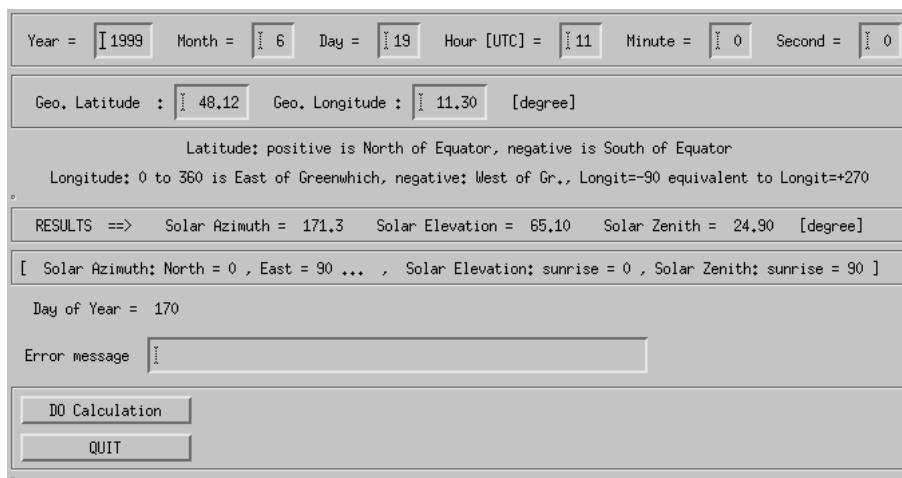 Year = 1999 Month = 6 Day = 19 Hour [UTC] = 11 Minute = 0 Second = 0
Geo. Latitude : 48.12 Geo. Longitude : 11.30 [degree]
Latitude: positive is North of Equator, negative is South of Equator
Longitude: 0 to 360 is East of Greenwhich, negative: West of Gr., Longit=-90 equivalent to Longit=+270
RESULTS ==> Solar Azimuth = 171.3 Solar Elevation = 65.10 Solar Zenith = 24.90 [degree]
[ Solar Azimuth: North = 0 , East = 90 ... , Solar Elevation: sunrise = 0 , Solar Zenith: sunrise = 90 ]
Day of Year = 170
Error message
DO Calculation
QUIT